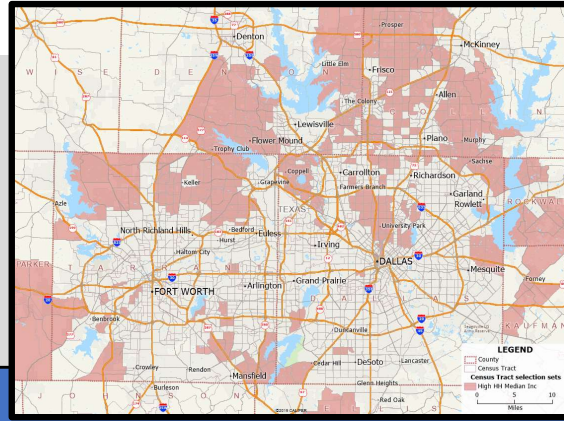 Prosper
Denton
McKinney
Little Elm
Frisco
WISE
DENTON
The Colony
Allen
Lewisville
Flower Mound
Plano
Murphy
Trophy Club
Sachse
Coppell
Carrollton
Richardson
Keller
Grapevine
Farmers Branch
Garland
Rowlett
ROCKWALL
Azle
TEXAS
University Park
North Richland Hills
Bedford
Euless
Hurst
Irving
Haltom City
DALLAS
Mesquite
PARKER
TARRANT
FORT WORTH
Arlington
Grand Prairie
Forney
DALLAS
Benbrook
Duncanville
KAUFMAN
Crowley
Rendon
Mansfield
Cedar Hill
DeSoto
Lancaster
Glenn Heights
Burleson
Red Oak
JOHNSON
ELLIS
©2019 CALIPER
LEGEND
County
Census Tract
Census Tract selection sets
High HH Median Inc
0 5 10
Miles